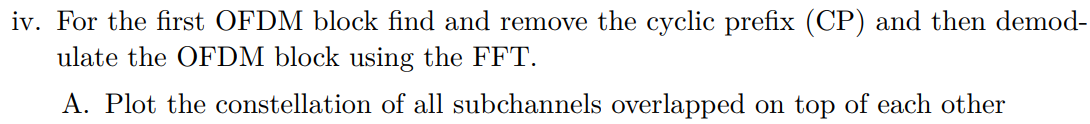 iv. For the first OFDM block find and remove the cyclic prefix (CP) and then demod-
ulate the OFDM block using the FFT.
A. Plot the constellation of all subchannels overlapped on top of each other